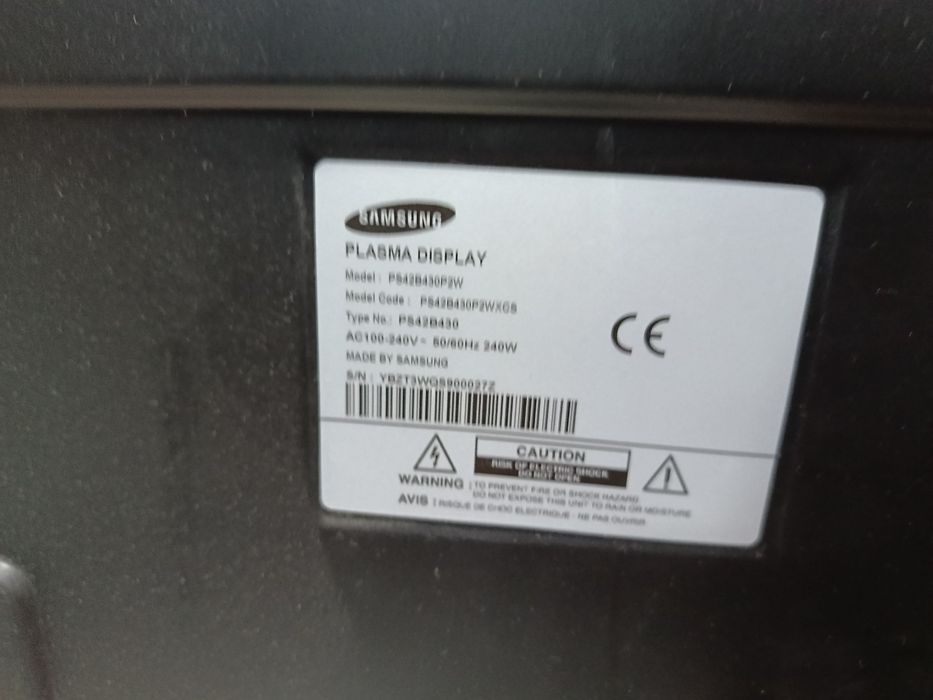 SAMSUNG
PLASMA DISPLAY
Model : PS42B430P2W
Model Code : PS42B430P2WXGS
Type No.: PS42B430
AC100-240V~ 50/60Hz 240W
MADE BY SAMSUNG
S/N : YBZT3WQS900027Z
CE
CAUTION
RISK OF ELECTRIC SHOCK
DO NOT OPEN
WARNING TO PREVENT FIRE OR SHOCK HAZARD
DO NOT EXPOSE THIS UNIT TO RAIN OR MOISTURE
AVIS RISQUE DE CHOC ELECTRIQUE - NE PAS OUVRIR